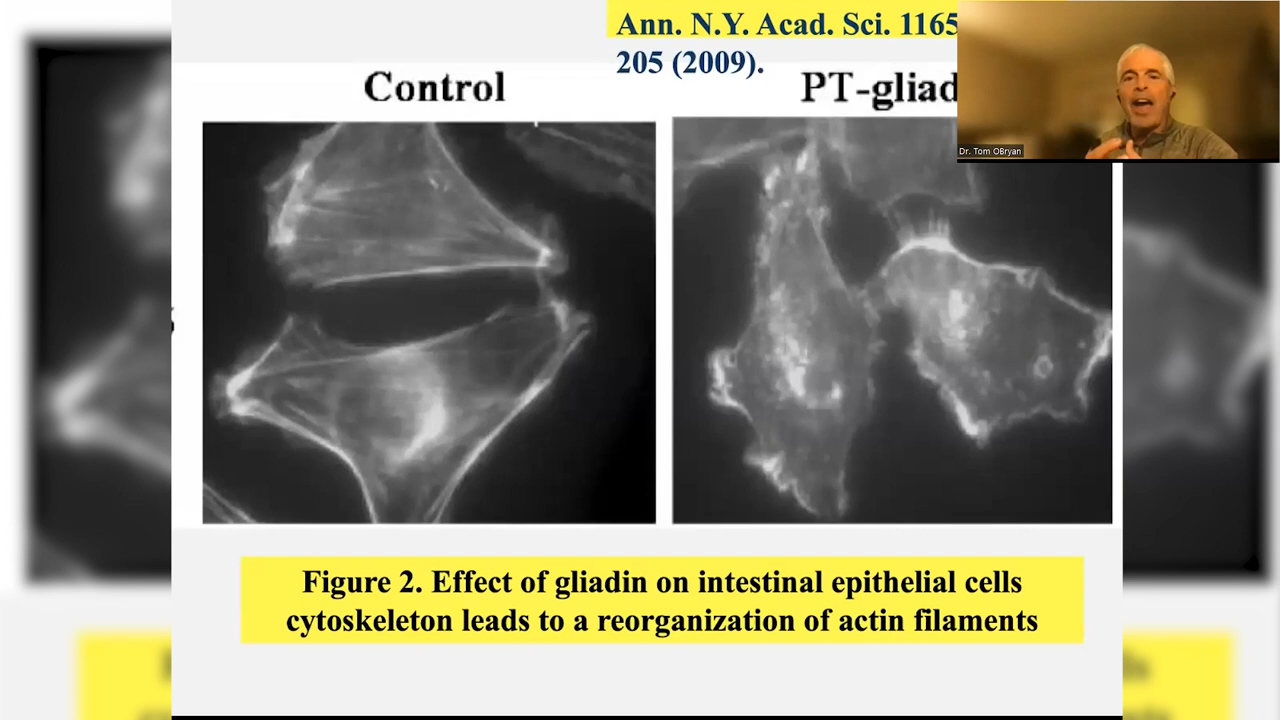 Ann. N.Y. Acad. Sci. 1165
205 (2009).
Dr. Tom OBryan
Control
PT-gliad
Figure 2. Effect of gliadin on intestinal epithelial cells
cytoskeleton leads to a reorganization of actin filaments